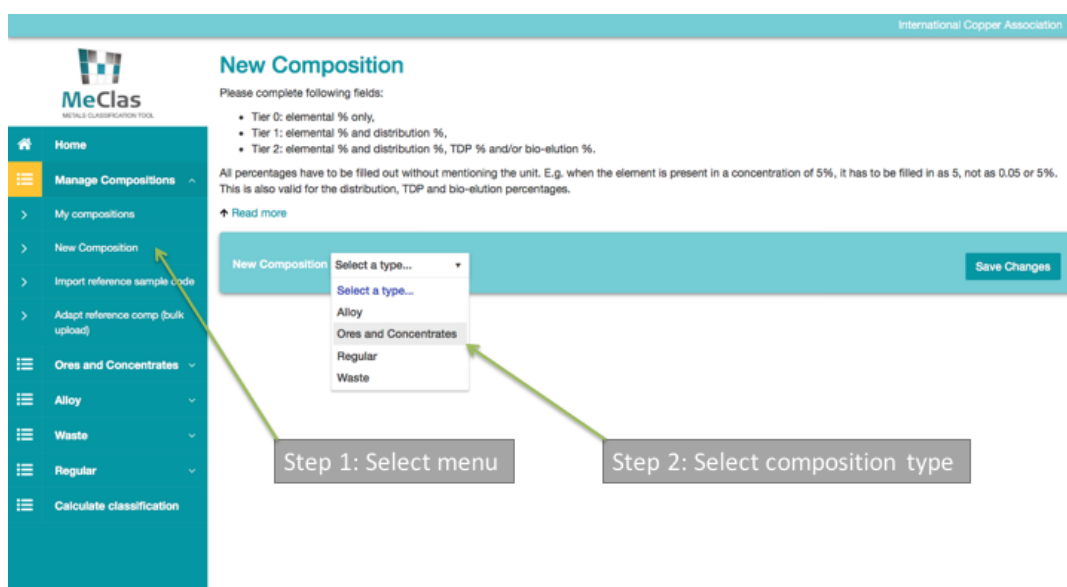 International Copper Association
MeClas
METALS CLASSIFICATION TOOL
Home
Manage Compositions
My compositions
New Composition
Import reference sample code
Adapt reference comp (bulk
upload)
Ores and Concentrates
Alloy
Waste
Regular
Calculate classification
New Composition
Please complete following fields:
• Tier 0: elemental % only,
• Tier 1: elemental % and distribution %,
• Tier 2: elemental % and distribution %, TDP % and/or bio-elution %.
All percentages have to be filled out without mentioning the unit. E.g. when the element is present in a concentration of 5%, it has to be filled in as 5, not as 0.05 or 5%.
This is also valid for the distribution, TDP and bio-elution percentages.
Read more
New Composition Select a type...
Save Changes
Select a type...
Alloy
Ores and Concentrates
Regular
Waste
Step 1: Select menu
Step 2: Select composition type